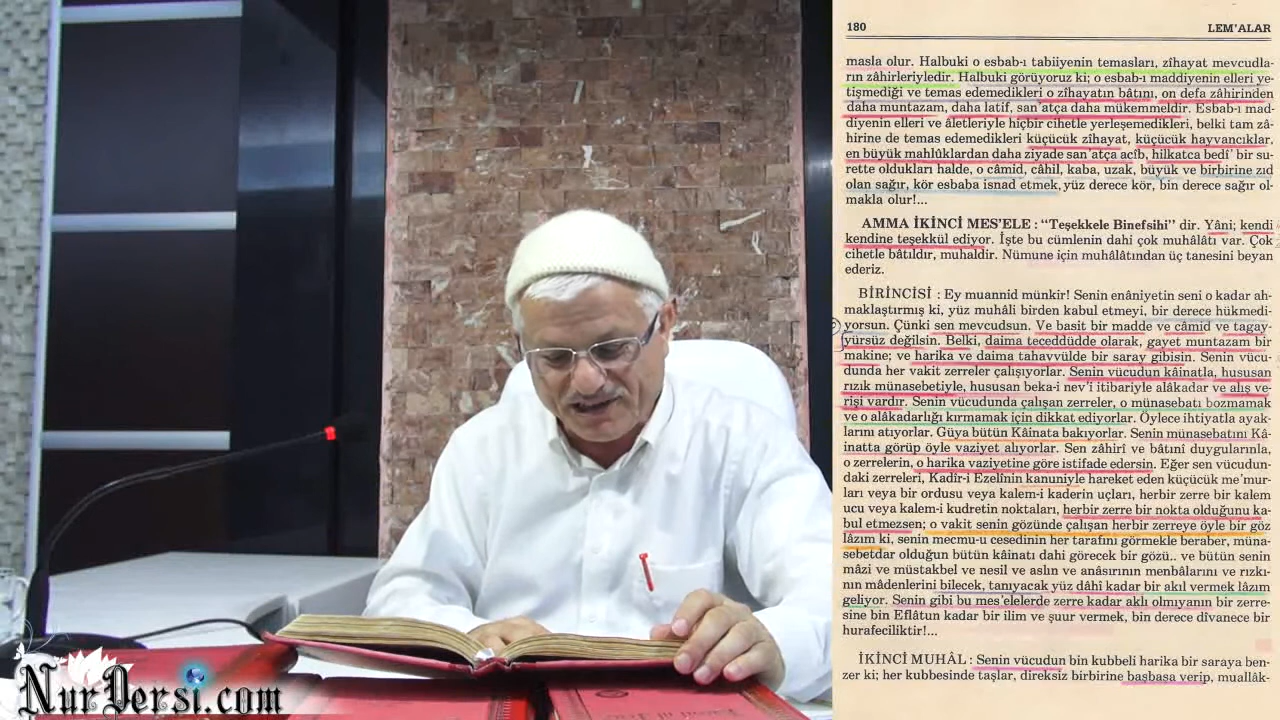 180 LEM'ALAR
masla olur. Halbuki o esbab-ı tabiiyenin temasları, zîhayat mevcudla-
rın zâhirleriyledir. Halbuki görüyoruz ki; o esbab-ı maddiyenin elleri ye-
tişmediği ve temas edemedikleri o zîhayatın bâtını, on defa zâhirinden
daha muntazam, daha latif, san'atça daha mükemmeldir. Esbab-ı mad-
diyenin elleri ve âletleriyle hiçbir cihetle yerleşemedikleri, belki tam zâ-
hirine de temas edemedikleri küçücük zîhayat, küçücük hayvancıklar,
en büyük mahlûklardan daha ziyade san'atça acîb, hilkatca bedî' bir su-
rette oldukları halde, o câmid, câhil, kaba, uzak, büyük ve birbirine zıd
olan sağır, kör esbaba isnad etmek, yüz derece kör, bin derece sağır ol-
makla olur!...
AMMA İKİNCİ MES'ELE : "Teşekkele Binefsihi" dir. Yâni; kendi
kendine teşekkül ediyor. İşte bu cümlenin dahi çok muhâlâtı var. Çok
cihetle bâtıldır, muhaldir. Nümune için muhâlâtından üç tanesini beyan
ederiz.
BİRİNCİSİ : Ey muannid münkir! Senin enâniyetin seni o kadar ah-
maklaştırmış ki, yüz muhâli birden kabul etmeyi, bir derece hükmedi-
yorsun. Çünki sen mevcudsun. Ve basit bir madde ve câmid ve tagay-
yürsüz değilsin. Belki, daima teceddüdde olarak, gayet muntazam bir
makine; ve harika ve daima tahavvülde bir saray gibisin. Senin vücu-
dunda her vakit zerreler çalışıyorlar. Senin vücudun kâinatla, hususan
rızık münasebetiyle, hususan beka-i nev'i itibariyle alâkadar ve alış ve-
rişi vardır. Senin vücudunda çalışan zerreler, o münasebatı bozmamak
ve o alâkadarlığı kırmamak için dikkat ediyorlar. Öylece ihtiyatla ayak-
larını atıyorlar. Güya bütün Kâinata bakıyorlar. Senin münasebatını Kâ-
inatta görüp öyle vaziyet alıyorlar. Sen zâhirî ve bâtınî duygularınla,
o zerrelerin, o harika vaziyetine göre istifade edersin. Eğer sen vücudun-
daki zerreleri, Kadîr-i Ezelînin kanuniyle hareket eden küçücük me'mur-
ları veya bir ordusu veya kalem-i kaderin uçları, herbir zerre bir kalem
ucu veya kalem-i kudretin noktaları, herbir zerre bir nokta olduğunu ka-
bul etmezsen; o vakit senin gözünde çalışan herbir zerreye öyle bir göz
lâzım ki, senin mecmu-u cesedinin her tarafını görmekle beraber, müna-
sebetdar olduğun bütün kâinatı dahi görecek bir gözü.. ve bütün senin
mâzi ve müstakbel ve nesil ve aslın ve anâsırının menbâlarını ve rızkı-
nın mâdenlerini bilecek, tanıyacak yüz dâhî kadar bir akıl vermek lâzım
geliyor. Senin gibi bu mes'elelerde zerre kadar aklı olmıyanın bir zerre-
sine bin Eflâtun kadar bir ilim ve şuur vermek, bin derece dîvanece bir
hurafeciliktir!...
İKİNCİ MUHÂL : Senin vücudun bin kubbeli harika bir saraya ben-
zer ki; her kubbesinde taşlar, direksiz birbirine başbasa verip, muallâk-
NurDersi.com